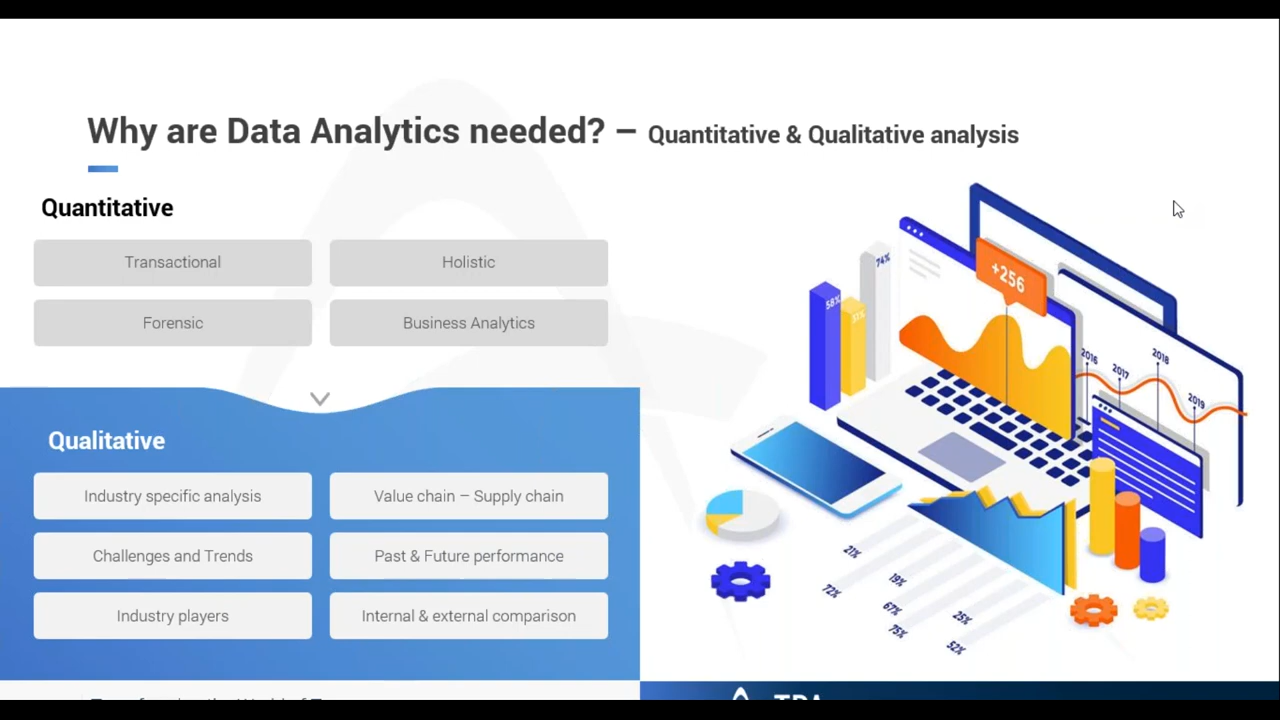 Why are Data Analytics needed? – Quantitative & Qualitative analysis
Quantitative
Transactional
Holistic
Forensic
Business Analytics
Qualitative
Industry specific analysis
Value chain – Supply chain
Challenges and Trends
Past & Future performance
Industry players
Internal & external comparison
74%
58%
51%
+256
2016
2017
2018
2019
21%
72%
19%
67%
75%
25%
52%